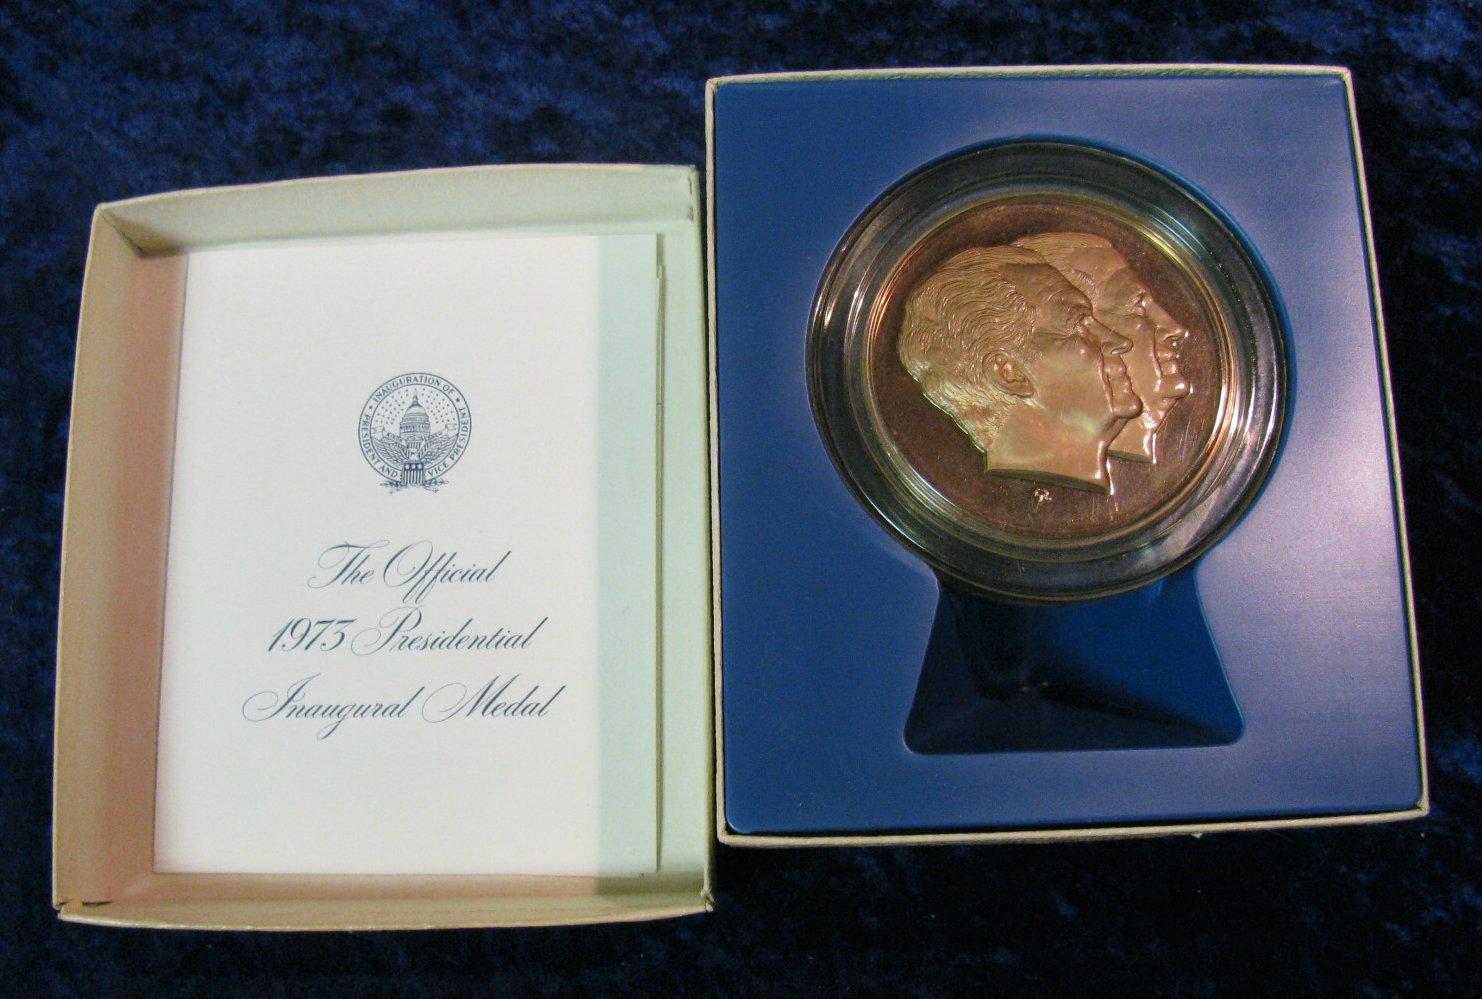 INAUGURATION OF
PRESIDENT AND VICE PRESIDENT
The Official
1973 Presidential
Inaugural Medal